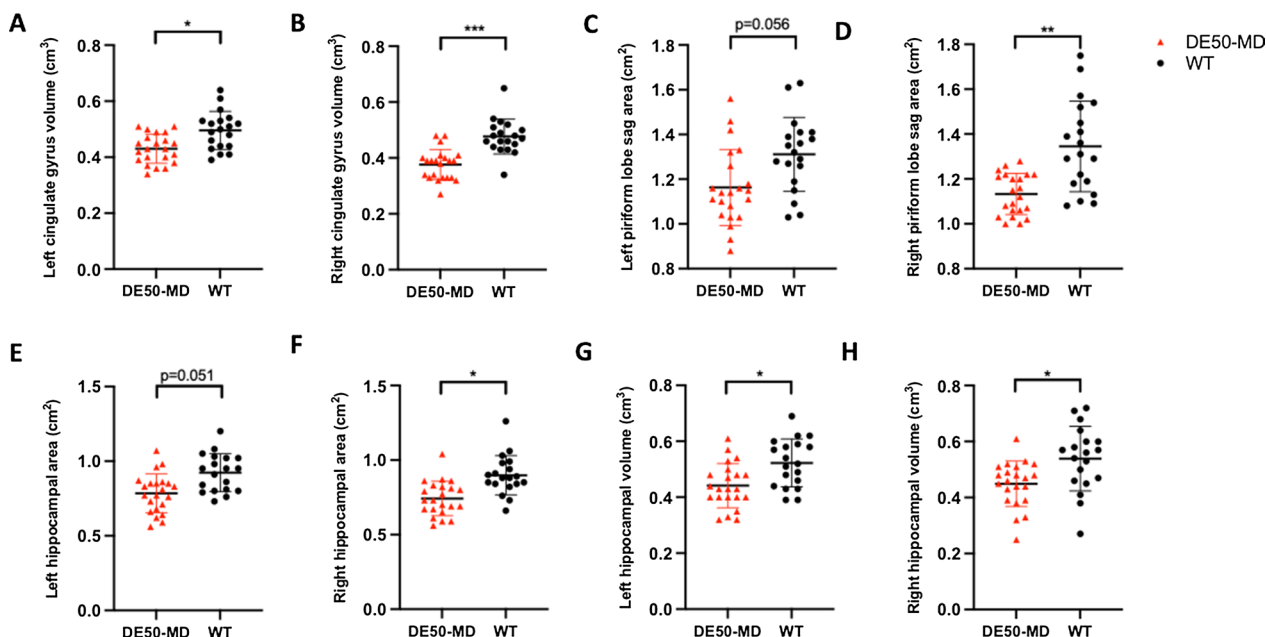 A
Left cingulate gyrus volume (cm³)
0.8
0.6
0.4
0.2
0.0
*
DE50-MD
WT
B
Right cingulate gyrus volume (cm³)
0.8
0.6
0.4
0.2
0.0
***
DE50-MD
WT
C
Left piriform lobe sag area (cm²)
1.8
1.6
1.4
1.2
1.0
0.8
p=0.056
DE50-MD
WT
D
Right piriform lobe sag area (cm²)
1.8
1.6
1.4
1.2
1.0
0.8
**
DE50-MD
WT
DE50-MD
WT
E
Left hippocampal area (cm²)
1.5
1.0
0.5
0.0
p=0.051
DE50-MD
WT
F
Right hippocampal area (cm²)
1.5
1.0
0.5
0.0
*
DE50-MD
WT
G
Left hippocampal volume (cm³)
0.8
0.6
0.4
0.2
0.0
*
DE50-MD
WT
H
Right hippocampal volume (cm³)
0.8
0.6
0.4
0.2
0.0
*
DE50-MD
WT